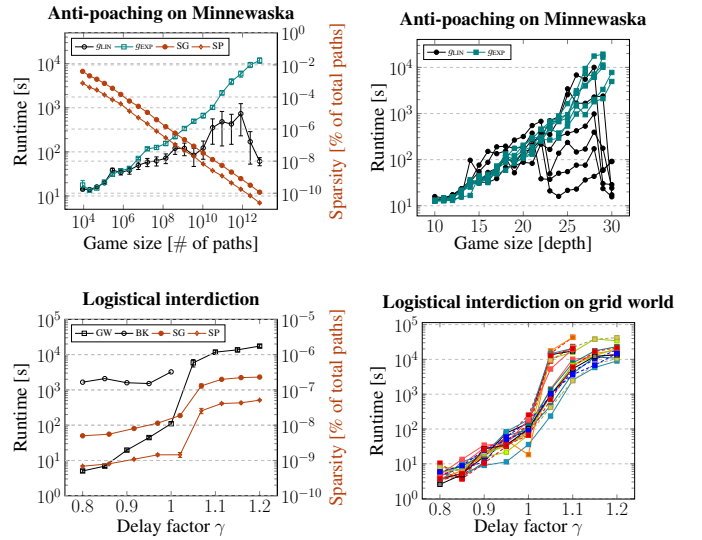 Anti-poaching on Minnewaska
gLIN gEXP SG SP
Runtime [s]
10^4
10^3
10^2
10^1
10^0
10^−2
10^−4
10^−6
10^−8
10^−10
Sparsity [% of total paths]
10^4 10^6 10^8 10^10 10^12
Game size [# of paths]
Anti-poaching on Minnewaska
gLIN gEXP
Runtime [s]
10^4
10^3
10^2
10^1
10 15 20 25 30
Game size [depth]
Logistical interdiction
GW BK SG SP
Runtime [s]
10^5
10^4
10^3
10^2
10^1
10^0
10^−5
10^−6
10^−7
10^−8
10^−9
10^−10
Sparsity [% of total paths]
0.8 0.9 1 1.1 1.2
Delay factor γ
Logistical interdiction on grid world
Runtime [s]
10^5
10^4
10^3
10^2
10^1
10^0
0.8 0.9 1 1.1 1.2
Delay factor γ